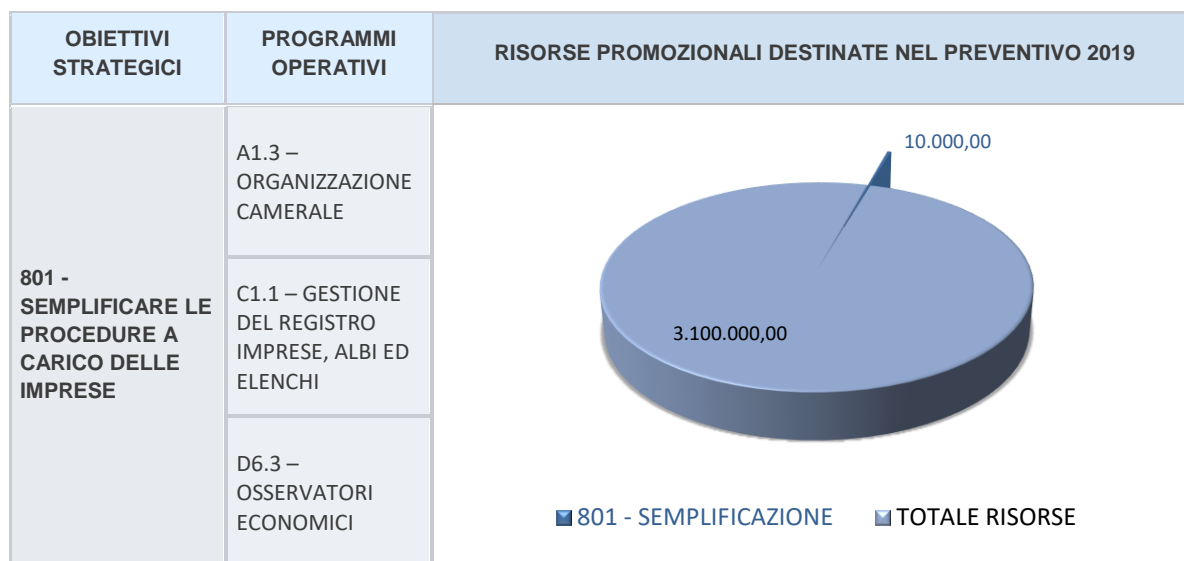 OBIETTIVI
STRATEGICI
PROGRAMMI
OPERATIVI
RISORSE PROMOZIONALI DESTINATE NEL PREVENTIVO 2019
801 -
SEMPLIFICARE LE
PROCEDURE A
CARICO DELLE
IMPRESE
A1.3 –
ORGANIZZAZIONE
CAMERALE
C1.1 – GESTIONE
DEL REGISTRO
IMPRESE, ALBI ED
ELENCHI
D6.3 –
OSSERVATORI
ECONOMICI
10.000,00
3.100.000,00
801 - SEMPLIFICAZIONE
TOTALE RISORSE